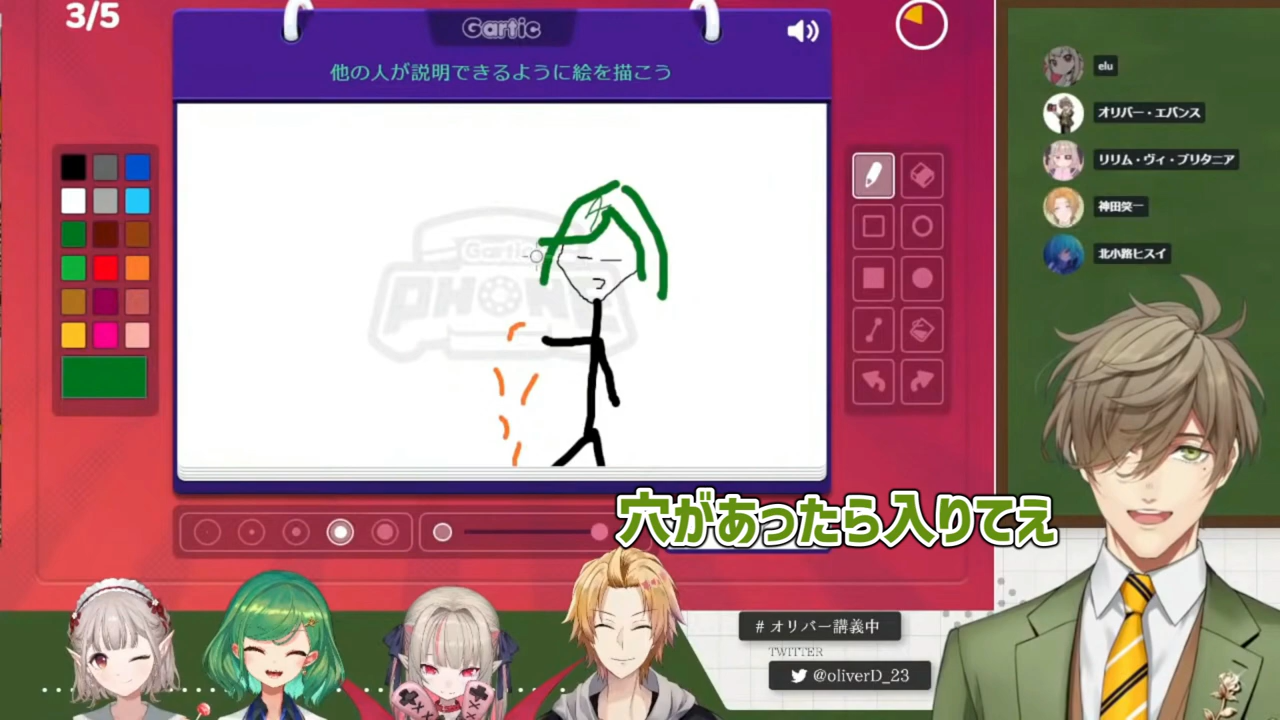 3/5
Gartic
他の人が説明できるように絵を描こう
elu
オリバー・エバンス
リリム・ヴィ・ブリタニア
神田笑一
北小路ヒスイ
Gartic
PHONE
穴があったら入りてえ
# オリバー講義中
TWITTER
@oliverD_23